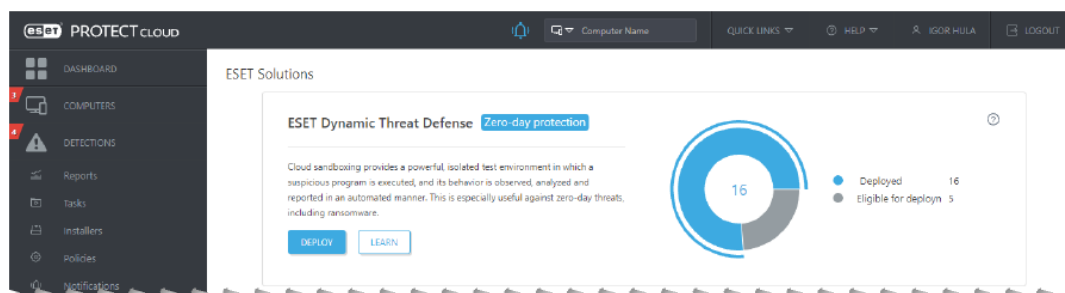 eset PROTECT CLOUD
Computer Name
QUICK LINKS
HELP
IGOR HULA
LOGOUT
DASHBOARD
3
COMPUTERS
4
DETECTIONS
Reports
Tasks
Installers
Policies
Notifications
ESET Solutions
ESET Dynamic Threat Defense Zero-day protection
Cloud sandboxing provides a powerful, isolated test environment in which a
suspicious program is executed, and its behavior is observed, analyzed and
reported in an automated manner. This is especially useful against zero-day threats,
including ransomware.
DEPLOY LEARN
16
Deployed 16
Eligible for deployn 5